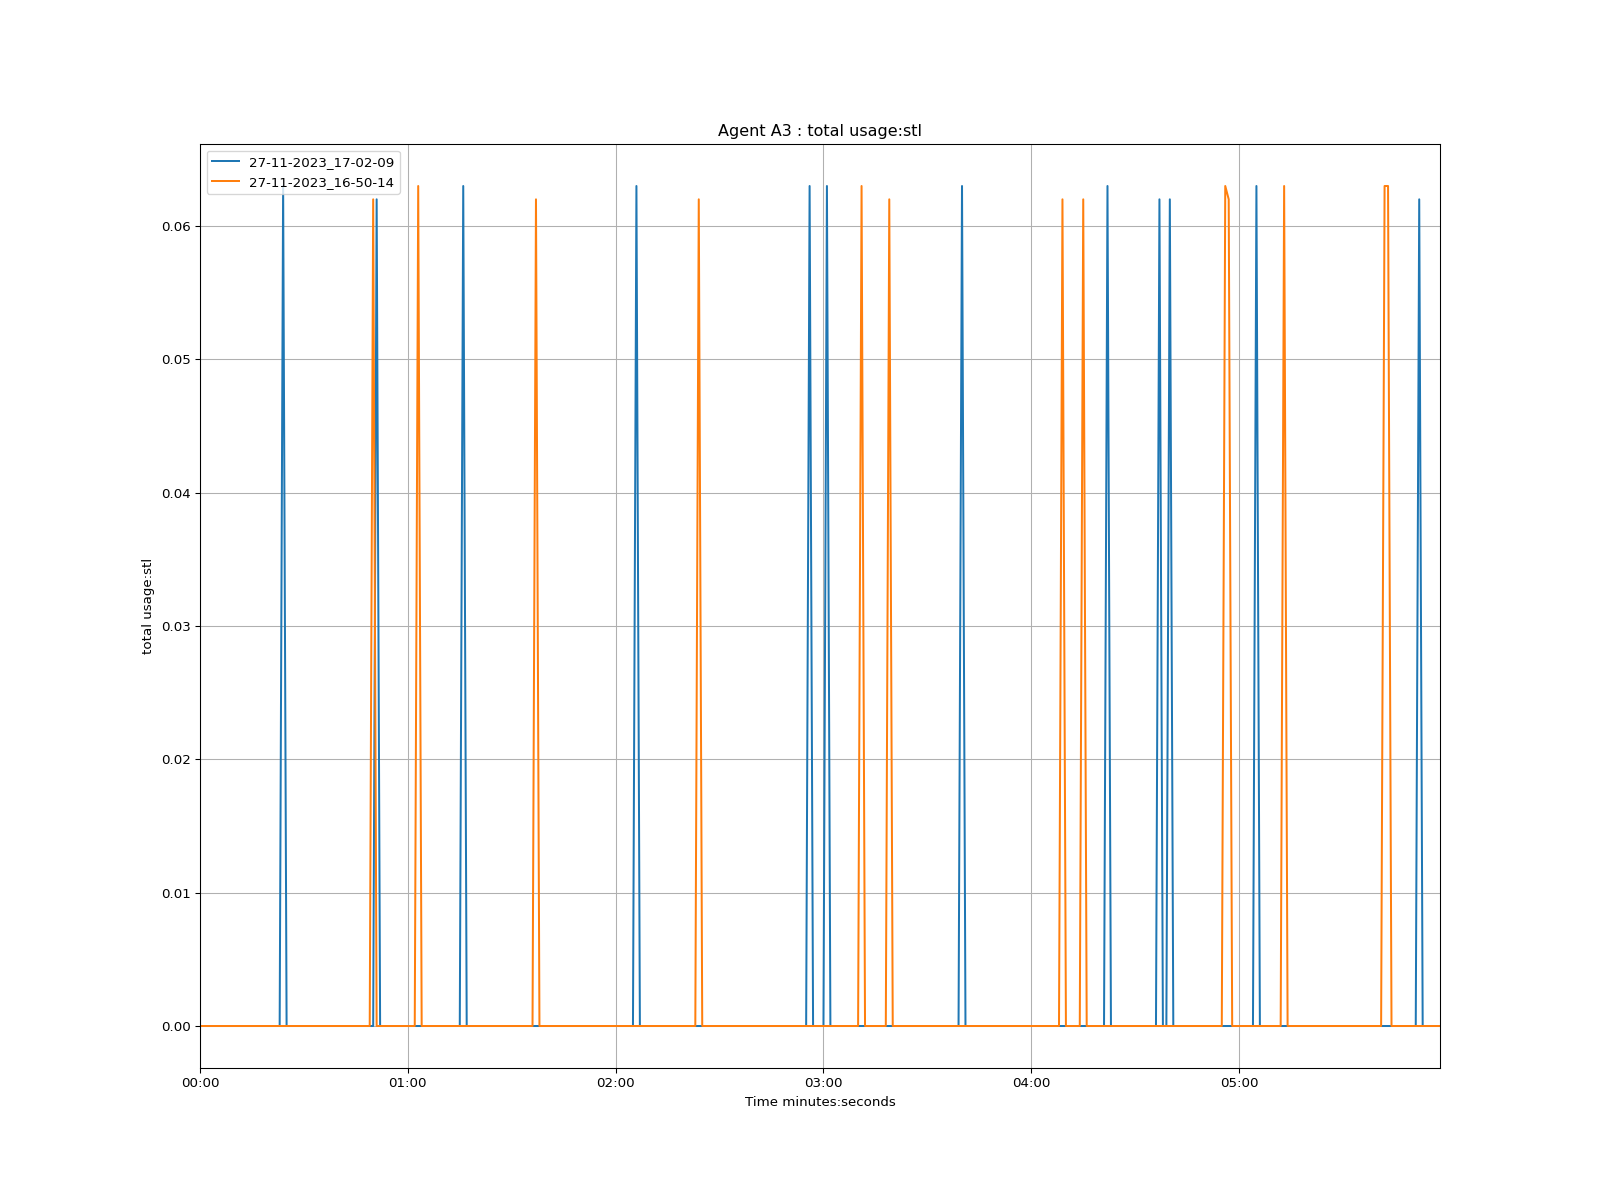 Agent A3 : total usage:stl
27-11-2023_17-02-09
27-11-2023_16-50-14
0.06
0.05
0.04
0.03
0.02
0.01
0.00
total usage:stl
00:00 01:00 02:00 03:00 04:00 05:00
Time minutes:seconds